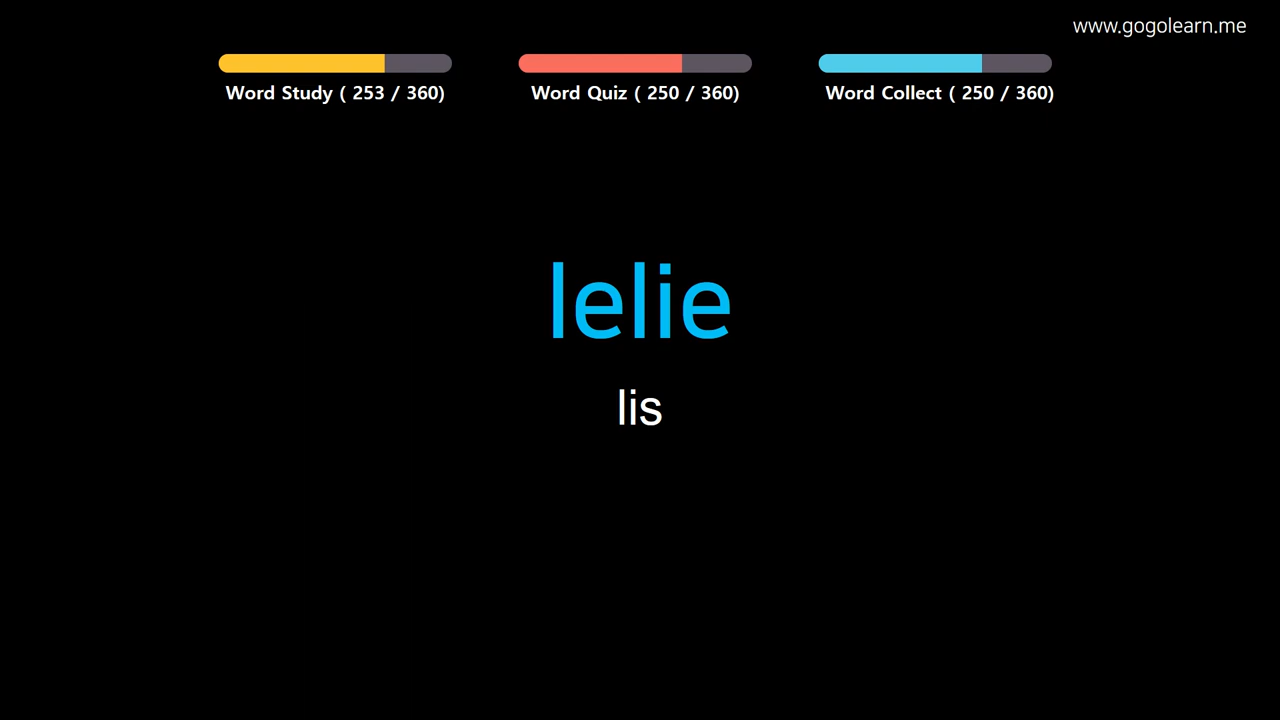 www.gogolearn.me
Word Study ( 253 / 360)
Word Quiz ( 250 / 360)
Word Collect ( 250 / 360)
lelie
lis